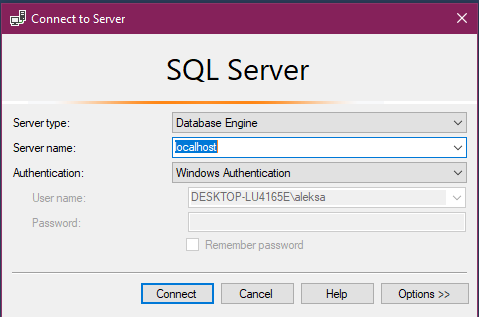 Connect to Server
SQL Server
Server type: Database Engine
Server name: localhost
Authentication: Windows Authentication
User name: DESKTOP-LU4165E\aleksa
Password:
Remember password
Connect Cancel Help Options >>